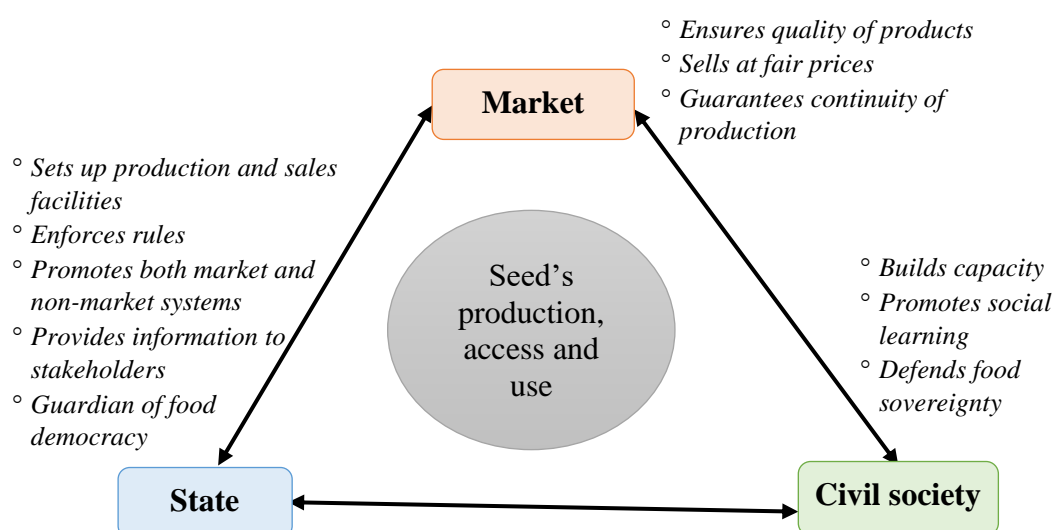 ° Ensures quality of products
° Sells at fair prices
° Guarantees continuity of
production
Market
° Sets up production and sales
facilities
° Enforces rules
° Promotes both market and
non-market systems
° Provides information to
stakeholders
° Guardian of food
democracy
Seed’s
production,
access and
use
° Builds capacity
° Promotes social
learning
° Defends food
sovereignty
State
Civil society